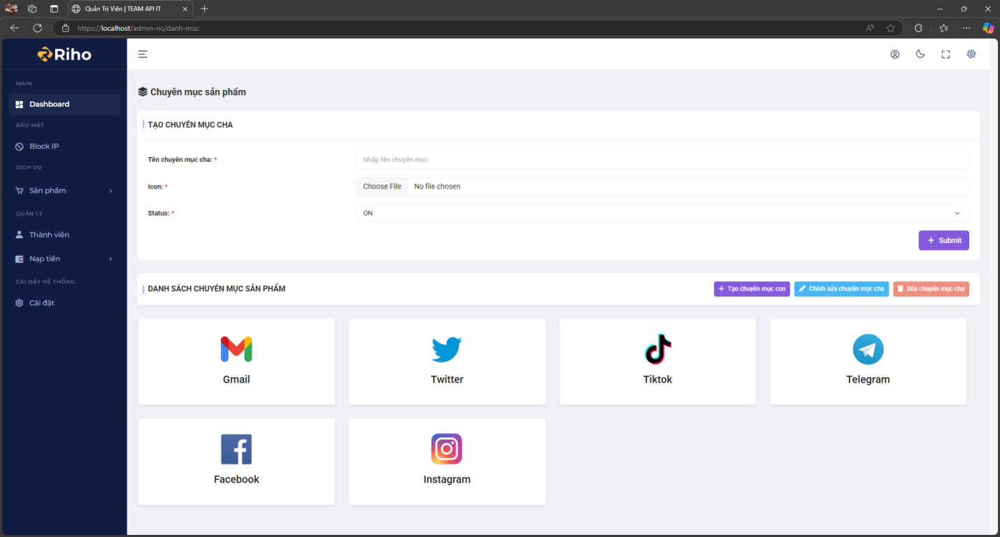 Quản Trị Viên | TEAM API IT
https://localhost/admin-nc/danh-muc
Riho
MAIN
Dashboard
BẢO MẬT
Block IP
DỊCH VỤ
Sản phẩm
QUẢN LÝ
Thành viên
Nạp tiền
CÀI ĐẶT HỆ THỐNG
Cài đặt
Chuyên mục sản phẩm
TẠO CHUYÊN MỤC CHA
Tên chuyên mục cha: *
Nhập tên chuyên mục
Icon: *
Choose File No file chosen
Status: *
ON
+ Submit
DANH SÁCH CHUYÊN MỤC SẢN PHẨM
+ Tạo chuyên mục con
Chỉnh sửa chuyên mục cha
Xóa chuyên mục cha
Gmail
Twitter
Tiktok
Telegram
Facebook
Instagram